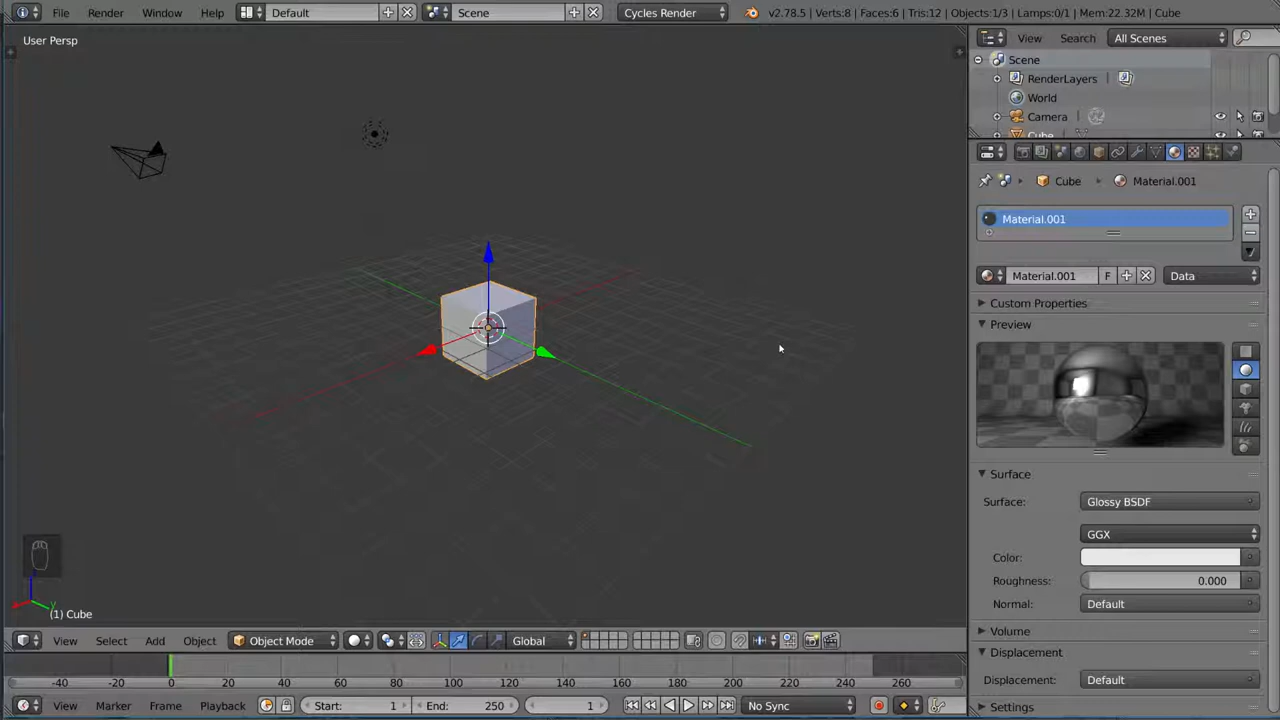 File Render Window Help Default Scene Cycles Render v2.78.5 | Verts:8 | Faces:6 | Tris:12 | Objects:1/3 | Lamps:0/1 | Mem:22.32M | Cube
User Persp
View Search All Scenes
Scene
RenderLayers
World
Camera
Cube
Cube Material.001
Material.001
Material.001 F Data
Custom Properties
Preview
Surface
Surface: Glossy BSDF
GGX
Color:
Roughness: 0.000
Normal: Default
Volume
Displacement
Displacement: Default
Settings
(1) Cube
View Select Add Object Object Mode Global
-40 -20 0 20 40 60 80 100 120 140 160 180 200 220 240 260
View Marker Frame Playback Start: 1 End: 250 1 No Sync